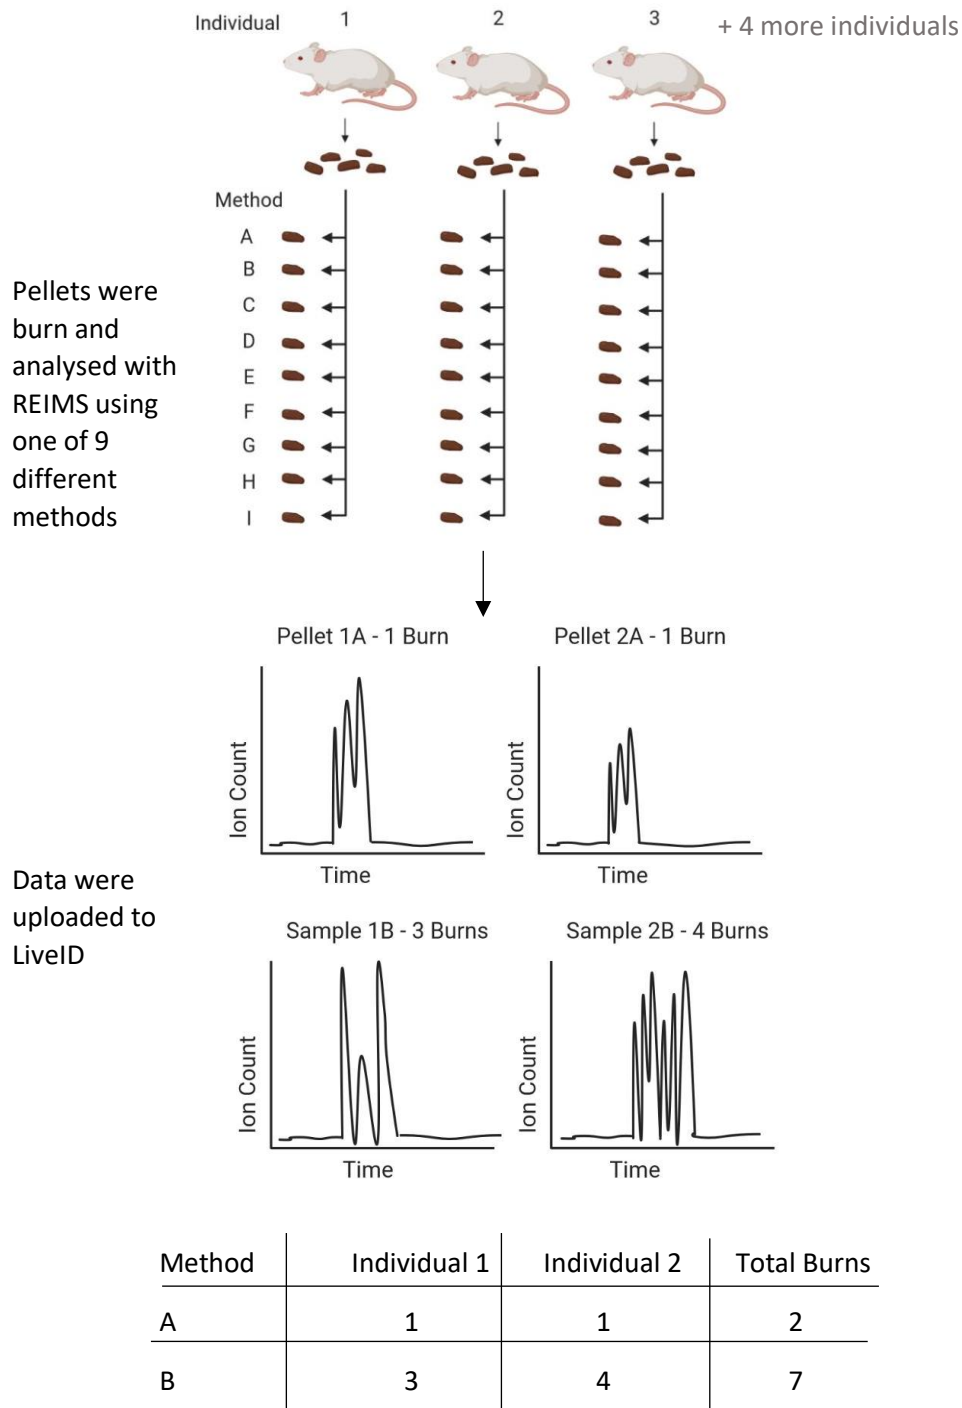 Individual 1 2 3 + 4 more individuals
Method
A
B
C
D
E
F
G
H
I
Pellets were
burn and
analysed with
REIMS using
one of 9
different
methods
Pellet 1A - 1 Burn
Pellet 2A - 1 Burn
Ion Count
Time
Ion Count
Time
Data were
uploaded to
LiveID
Sample 1B - 3 Burns
Sample 2B - 4 Burns
Ion Count
Time
Ion Count
Time
Method Individual 1 Individual 2 Total Burns
A 1 1 2
B 3 4 7